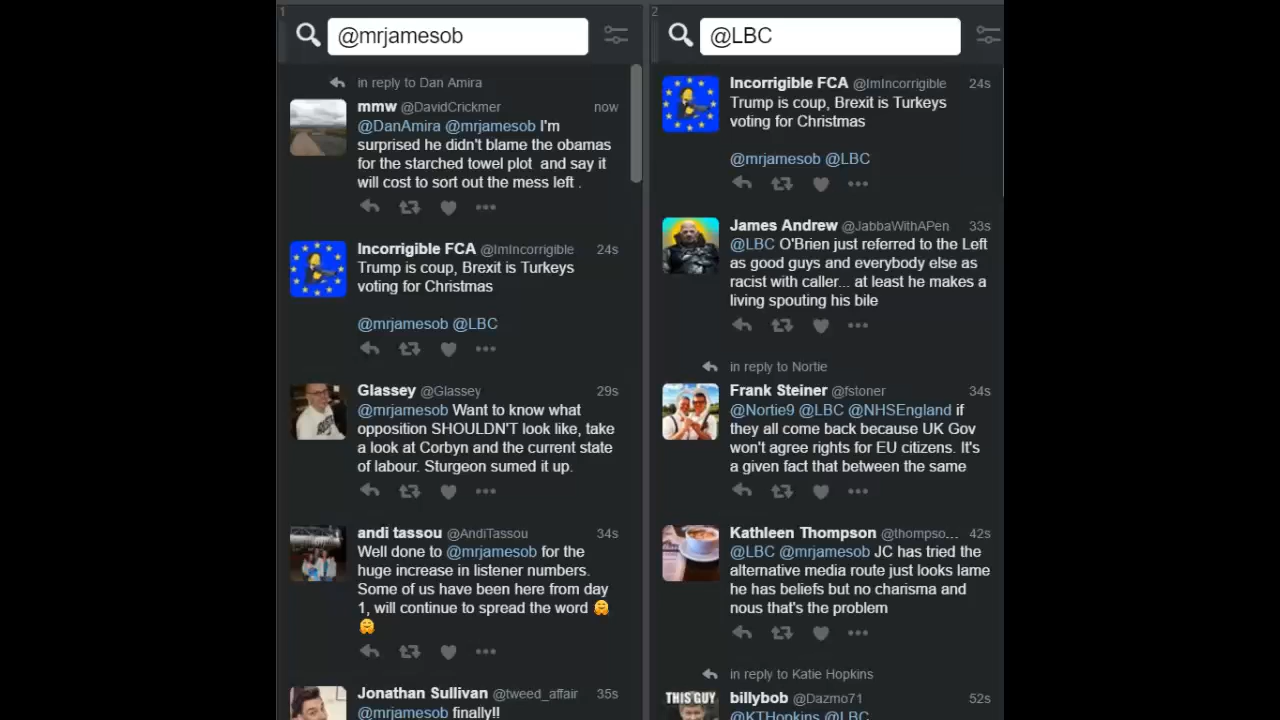 1
@mrjamesob
in reply to Dan Amira
mmw @DavidCrickmer now
@DanAmira @mrjamesob I'm
surprised he didn't blame the obamas
for the starched towel plot and say it
will cost to sort out the mess left .
Incorrigible FCA @ImIncorrigible 24s
Trump is coup, Brexit is Turkeys
voting for Christmas
@mrjamesob @LBC
Glassey @Glassey 29s
@mrjamesob Want to know what
opposition SHOULDN'T look like, take
a look at Corbyn and the current state
of labour. Sturgeon sumed it up.
andi tassou @AndiTassou 34s
Well done to @mrjamesob for the
huge increase in listener numbers.
Some of us have been here from day
1, will continue to spread the word 🤗
🤗
Jonathan Sullivan @tweed_affair 35s
@mrjamesob finally!!
2
@LBC
Incorrigible FCA @ImIncorrigible 24s
Trump is coup, Brexit is Turkeys
voting for Christmas
@mrjamesob @LBC
James Andrew @JabbaWithAPen 33s
@LBC O'Brien just referred to the Left
as good guys and everybody else as
racist with caller... at least he makes a
living spouting his bile
in reply to Nortie
Frank Steiner @fstoner 34s
@Nortie9 @LBC @NHSEngland if
they all come back because UK Gov
won't agree rights for EU citizens. It's
a given fact that between the same
Kathleen Thompson @thompso... 42s
@LBC @mrjamesob JC has tried the
alternative media route just looks lame
he has beliefs but no charisma and
nous that's the problem
in reply to Katie Hopkins
THIS GUY
billybob @Dazmo71 52s
@KTHopkins @LBC